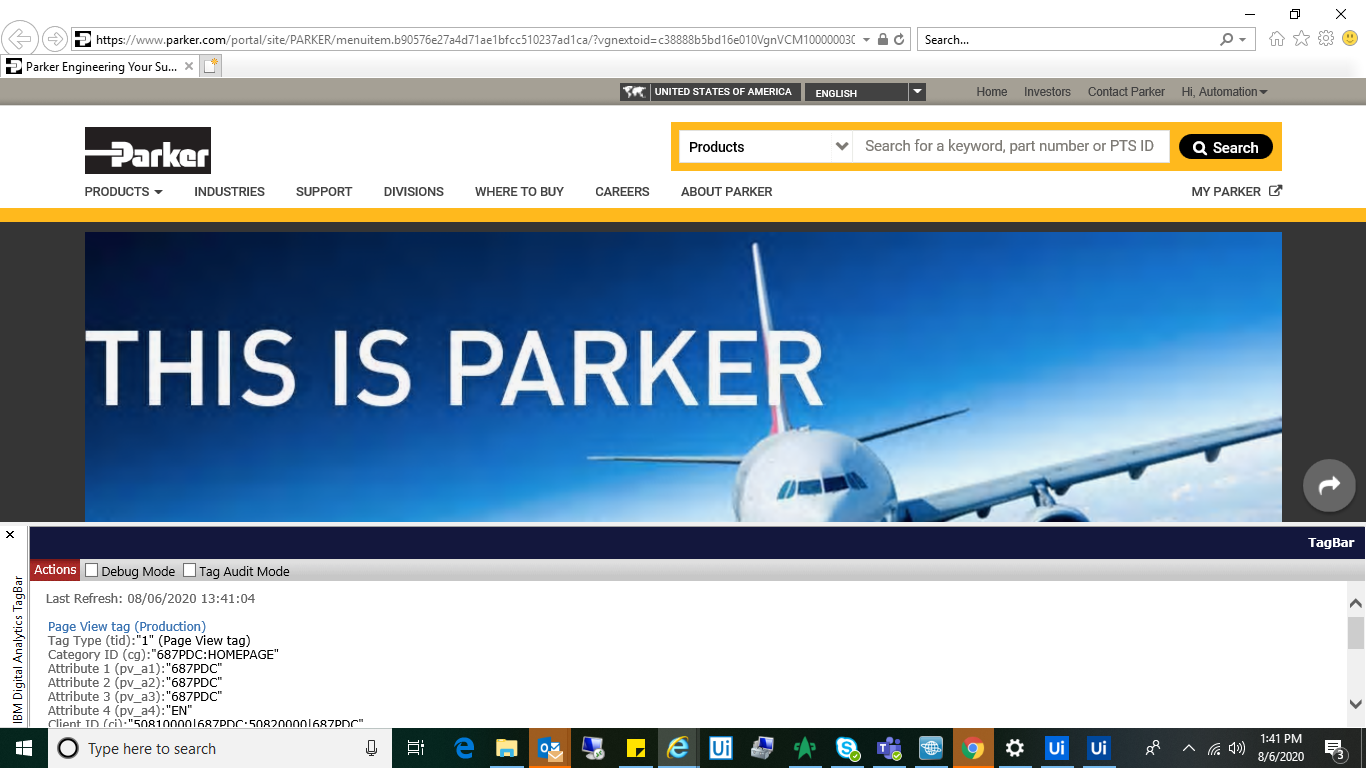 https://www.parker.com/portal/site/PARKER/menuitem.b90576e27a4d71ae1bfcc510237ad1ca/?vgnextoid=c38888b5bd16e010VgnVCM100000030
Search...
Parker Engineering Your Su...
UNITED STATES OF AMERICA
ENGLISH
Home
Investors
Contact Parker
Hi, Automation
Parker
Products
Search for a keyword, part number or PTS ID
Search
PRODUCTS
INDUSTRIES
SUPPORT
DIVISIONS
WHERE TO BUY
CAREERS
ABOUT PARKER
MY PARKER
THIS IS PARKER
TagBar
IBM Digital Analytics TagBar
Actions
Debug Mode
Tag Audit Mode
Last Refresh: 08/06/2020 13:41:04
Page View tag (Production)
Tag Type (tid):"1" (Page View tag)
Category ID (cg):"687PDC:HOMEPAGE"
Attribute 1 (pv_a1):"687PDC"
Attribute 2 (pv_a2):"687PDC"
Attribute 3 (pv_a3):"687PDC"
Attribute 4 (pv_a4):"EN"
Client ID (ci):"50810000|687PDC;50820000|687PDC"
Type here to search
Ui
Ui
Ui
1:41 PM
8/6/2020
3